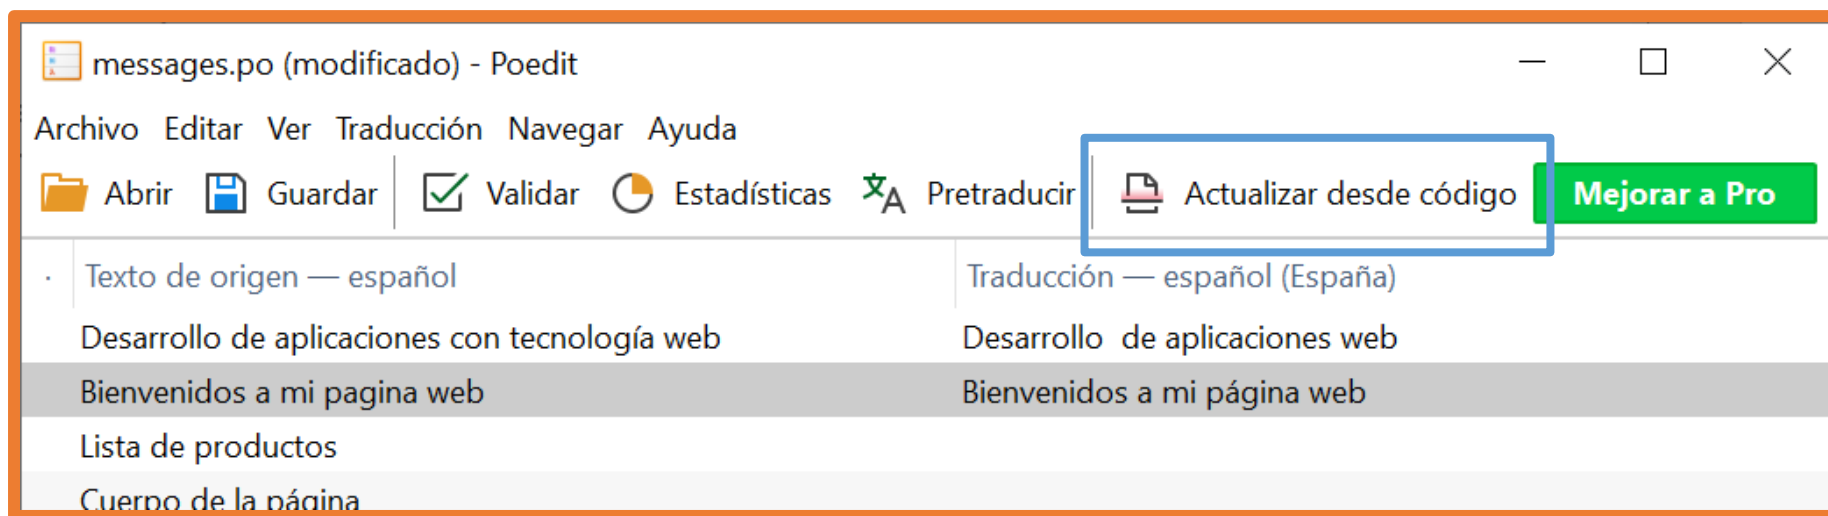 messages.po (modificado) - Poedit
Archivo Editar Ver Traducción Navegar Ayuda
Abrir Guardar Validar Estadísticas Pretraducir Actualizar desde código Mejorar a Pro
Texto de origen — español Traducción — español (España)
Desarrollo de aplicaciones con tecnología web Desarrollo de aplicaciones web
Bienvenidos a mi pagina web Bienvenidos a mi página web
Lista de productos
Cuerpo de la página